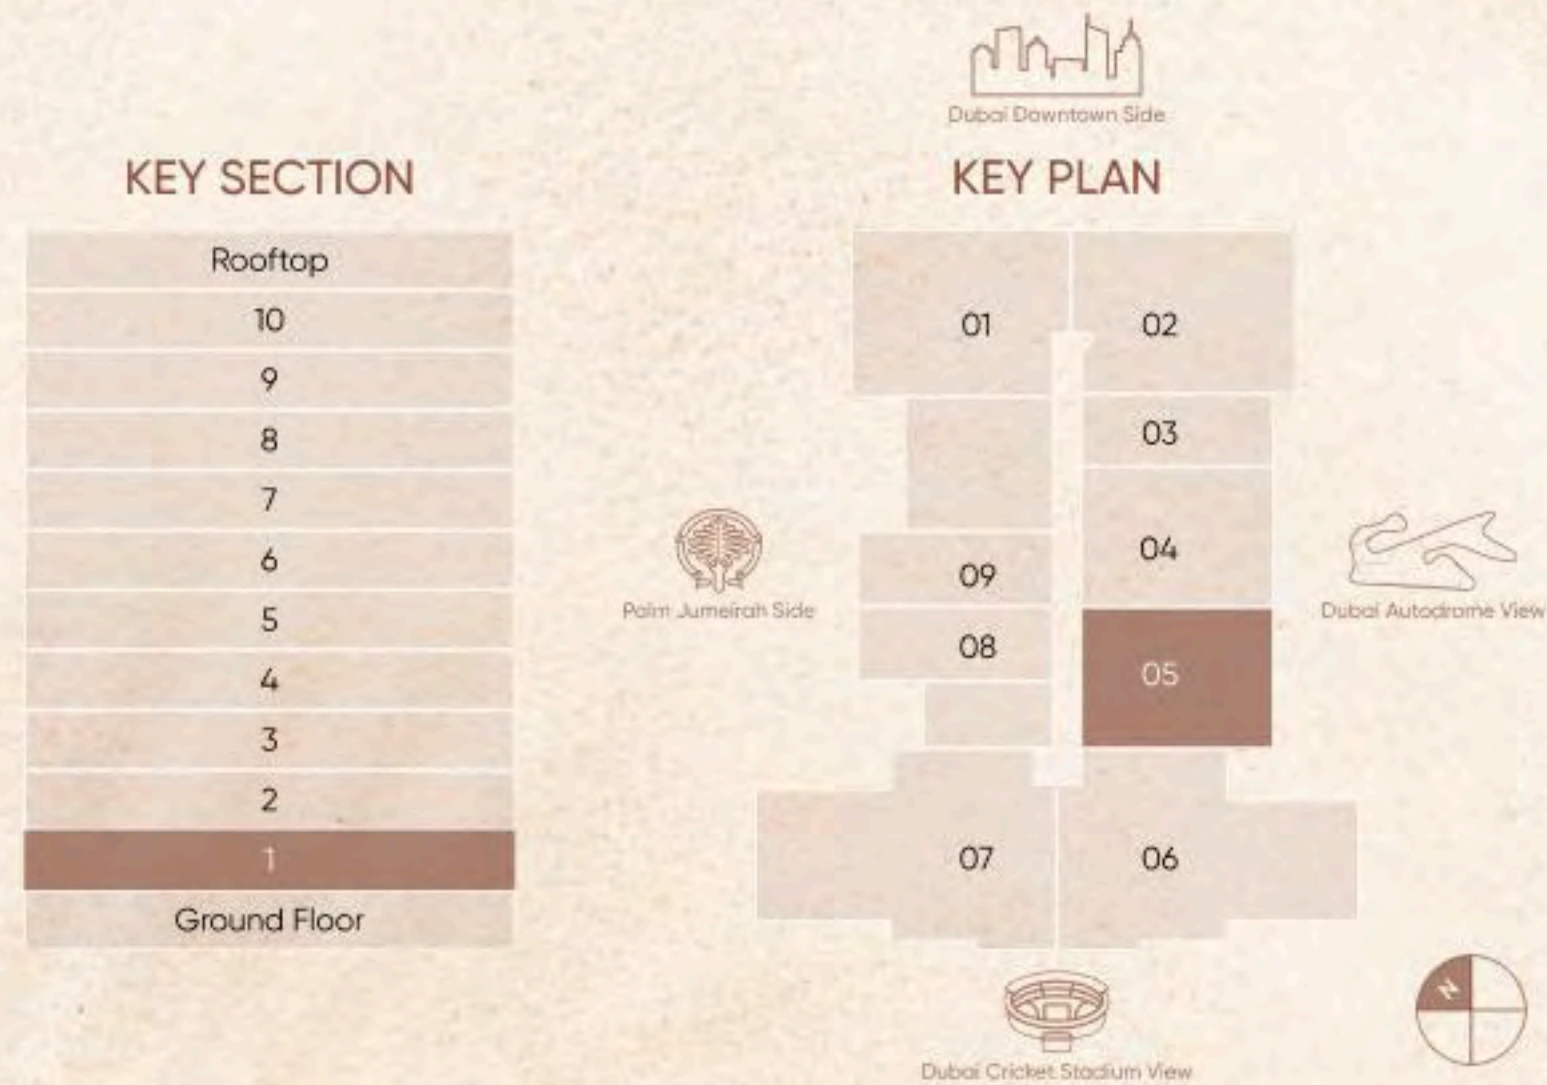 Dubai Downtown Side
KEY SECTION
KEY PLAN
Rooftop
10
9
8
7
6
5
4
3
2
1
Ground Floor
01
02
03
04
09
08
05
07
06
Palm Jumeirah Side
Dubai Autodrome View
Dubai Cricket Stadium View
N